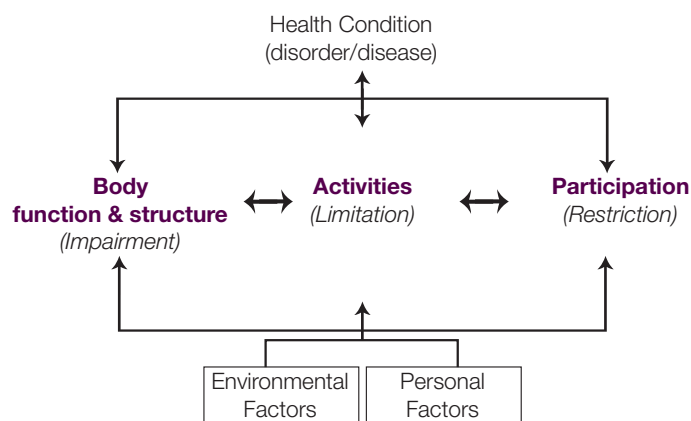 Health Condition
(disorder/disease)
Body
function & structure
(Impairment)
Activities
(Limitation)
Participation
(Restriction)
Environmental
Factors
Personal
Factors